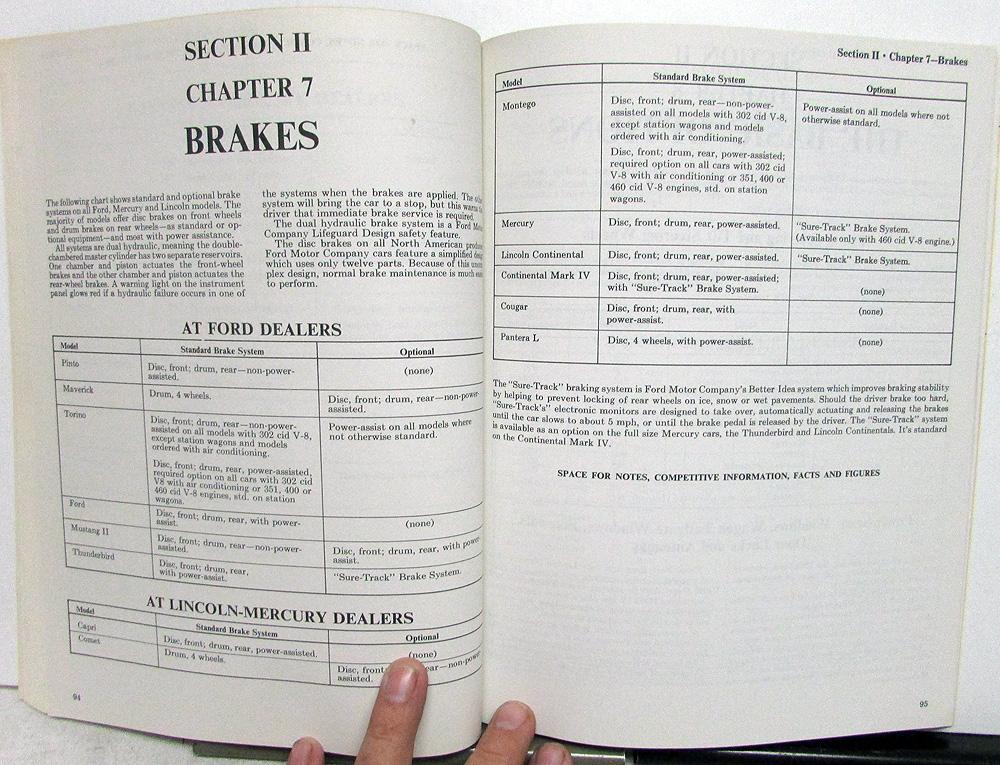 SECTION II
CHAPTER 7
BRAKES
The following chart shows standard and optional brake
systems on all Ford, Mercury and Lincoln models. The
majority of models offer disc brakes on front wheels
and drum brakes on rear wheels—as standard or op-
tional equipment—and most with power assistance.
All systems are dual hydraulic, meaning the double-
chambered master cylinder has two separate reservoirs.
One chamber and piston actuates the front-wheel
brakes and the other chamber and piston actuates the
rear-wheel brakes. A warning light on the instrument
panel glows red if a hydraulic failure occurs in one of
the systems when the brakes are applied. The
system will bring the car to a stop, but this
driver that immediate brake service is required.
The dual hydraulic brake system is a Ford
Company Lifeguard Design safety feature.
The disc brakes on all North American
Ford Motor Company cars feature a simplified
which uses only twelve parts. Because of this
plex design, normal brake maintenance is much
to perform.
AT FORD DEALERS
Model Standard Brake System Optional
Pinto Disc, front; drum, rear—non-power- (none)
assisted.
Maverick Drum, 4 wheels. Disc, front; drum, rear—non-power-
assisted.
Torino Disc, front; drum, rear—non-power- Power-assist on all models where
assisted on all models with 302 cid V-8, not otherwise standard.
except station wagons and models
ordered with air conditioning.
Disc, front; drum, rear, power-assisted,
required option on all cars with 302 cid
V8 with air conditioning or 351, 400 or
460 cid V-8 engines, std. on station
wagons.
Ford Disc, front; drum, rear, with power- (none)
assist.
Mustang II Disc, front; drum, rear—non-power- Disc, front; drum, rear, with power
assisted. assist.
Thunderbird Disc, front; drum, rear, "Sure-Track" Brake System.
with power-assist.
AT LINCOLN-MERCURY DEALERS
Model Standard Brake System Optional
Capri Disc, front; drum, rear, power-assisted. (none)
Comet Drum, 4 wheels. Disc, front ear—non-power
assisted.
94
Section II • Chapter 7—Brakes
Model Standard Brake System Optional
Montego Disc, front; drum, rear—non-power- Power-assist on all models where not
assisted on all models with 302 cid V-8, otherwise standard.
except station wagons and models
ordered with air conditioning.
Disc, front; drum, rear, power-assisted;
required option on all cars with 302 cid
V-8 with air conditioning or 351, 400 or
460 cid V-8 engines, std. on station
wagons.
Mercury Disc, front; drum, rear, power-assisted. "Sure-Track" Brake System.
(Available only with 460 cid V-8 engine.)
Lincoln Continental Disc, front; drum, rear, power-assisted. "Sure-Track" Brake System.
Continental Mark IV Disc, front; drum, rear, power-assisted; (none)
with "Sure-Track" Brake System.
Cougar Disc, front; drum, rear, with (none)
power-assist.
Pantera L Disc, 4 wheels, with power-assist. (none)
The "Sure-Track" braking system is Ford Motor Company's Better Idea system which improves braking stability
by helping to prevent locking of rear wheels on ice, snow or wet pavements. Should the driver brake too hard,
"Sure-Track's" electronic monitors are designed to take over, automatically actuating and releasing the brakes
until the car slows to about 5 mph, or until the brake pedal is released by the driver. The "Sure-Track" system
is available as an option on the full size Mercury cars, the Thunderbird and Lincoln Continentals. It's standard
on the Continental Mark IV.
SPACE FOR NOTES, COMPETITIVE INFORMATION, FACTS AND FIGURES
95